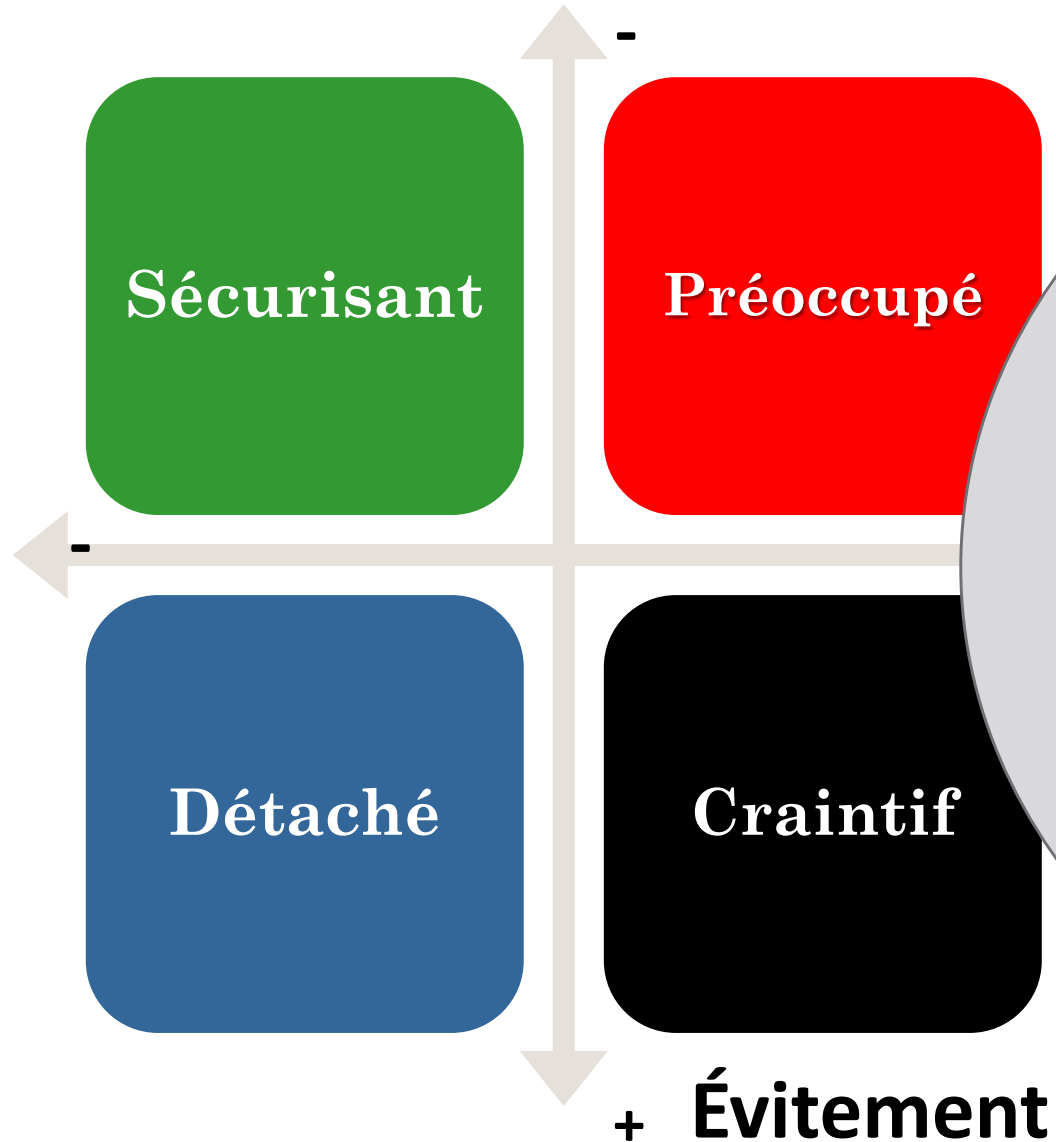 -
Sécurisant
Préoccupé
-
Détaché
Craintif
+ Évitement